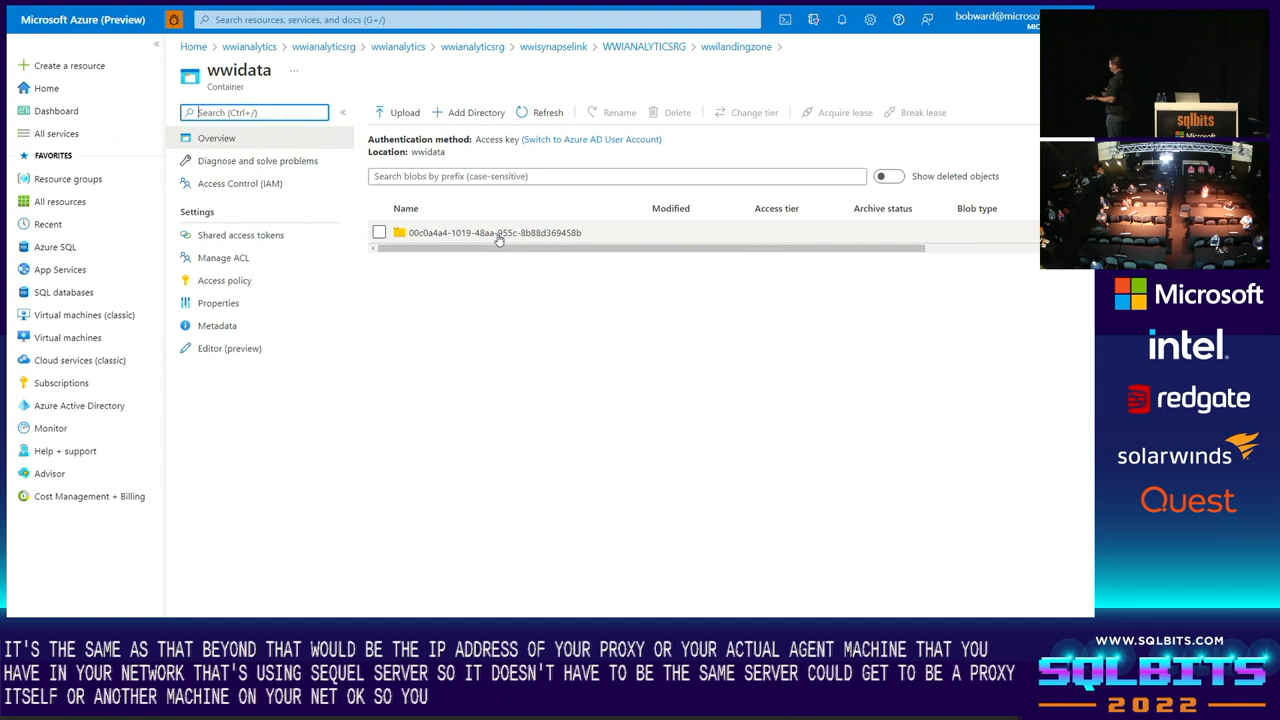 Microsoft Azure (Preview)
Search resources, services, and docs (G+/)
bobward@microso
MIC
Create a resource
Home
Dashboard
All services
FAVORITES
Resource groups
All resources
Recent
Azure SQL
App Services
SQL databases
Virtual machines (classic)
Virtual machines
Cloud services (classic)
Subscriptions
Azure Active Directory
Monitor
Help + support
Advisor
Cost Management + Billing
Home > wwianalytics > wwianalyticsrg > wwianalytics > wwianalyticsrg > wwisynapselink > WWIANALYTICSRG > wwilandingzone >
wwidata
...
Container
Search (Ctrl+/)
Overview
Diagnose and solve problems
Access Control (IAM)
Settings
Shared access tokens
Manage ACL
Access policy
Properties
Metadata
Editor (preview)
Upload
Add Directory
Refresh
Rename
Delete
Change tier
Acquire lease
Break lease
Authentication method: Access key (Switch to Azure AD User Account)
Location: wwidata
Search blobs by prefix (case-sensitive)
Show deleted objects
Name
Modified
Access tier
Archive status
Blob type
00c0a4a4-1019-48aa-955c-8b88d369458b
sqlbits
Microsoft
Microsoft
intel.
redgate
solarwinds
Quest
IT'S THE SAME AS THAT BEYOND THAT WOULD BE THE IP ADDRESS OF YOUR PROXY OR YOUR ACTUAL AGENT MACHINE THAT YOU
HAVE IN YOUR NETWORK THAT'S USING SEQUEL SERVER SO IT DOESN'T HAVE TO BE THE SAME SERVER COULD GET TO BE A PROXY
ITSELF OR ANOTHER MACHINE ON YOUR NET OK SO YOU
WWW.SQLBITS.COM
SQLBITS
2022